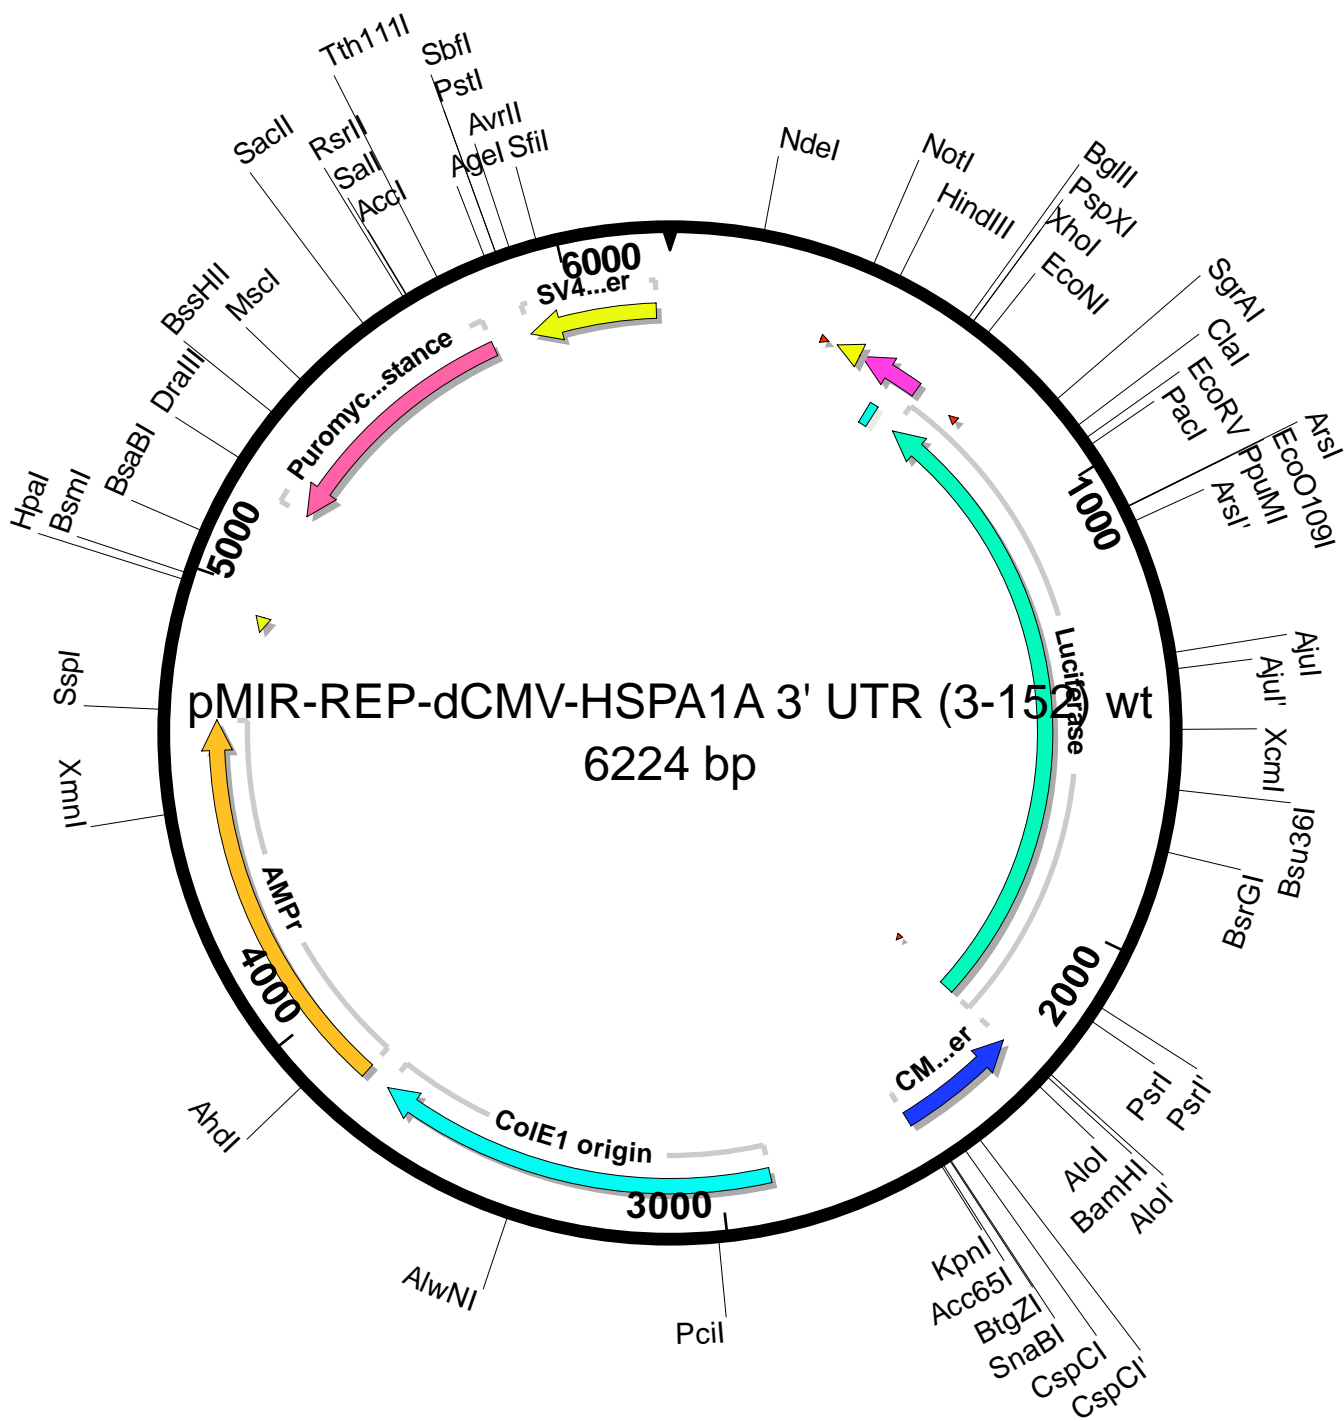 Tth111I
SbfI
PstI
AvrII
AgeI
SfiI
SacII
RsrII
SalI
AccI
BssHII
MscI
DraIII
BsaBI
HpaI
BsmI
SspI
XmnI
AhdI
AlwNI
PciI
NdeI
NotI
HindIII
BglII
PspXI
XhoI
EcoNI
SgrAI
ClaI
EcoRV
PacI
ArsI
EcoO109I
PpuMI
ArsI'
AjuI
AjuI'
XcmI
Bsu36I
BsrGI
PsrI'
PsrI
AloI
BamHI
AloI'
KpnI
Acc65I
BtgZI
SnaBI
CspCI
CspCI'
6000
1000
2000
3000
4000
5000
SV4...er
Puromyc...stance
Luciferase
CM...er
ColE1 origin
AMPr
pMIR-REP-dCMV-HSPA1A 3' UTR (3-152) wt
6224 bp